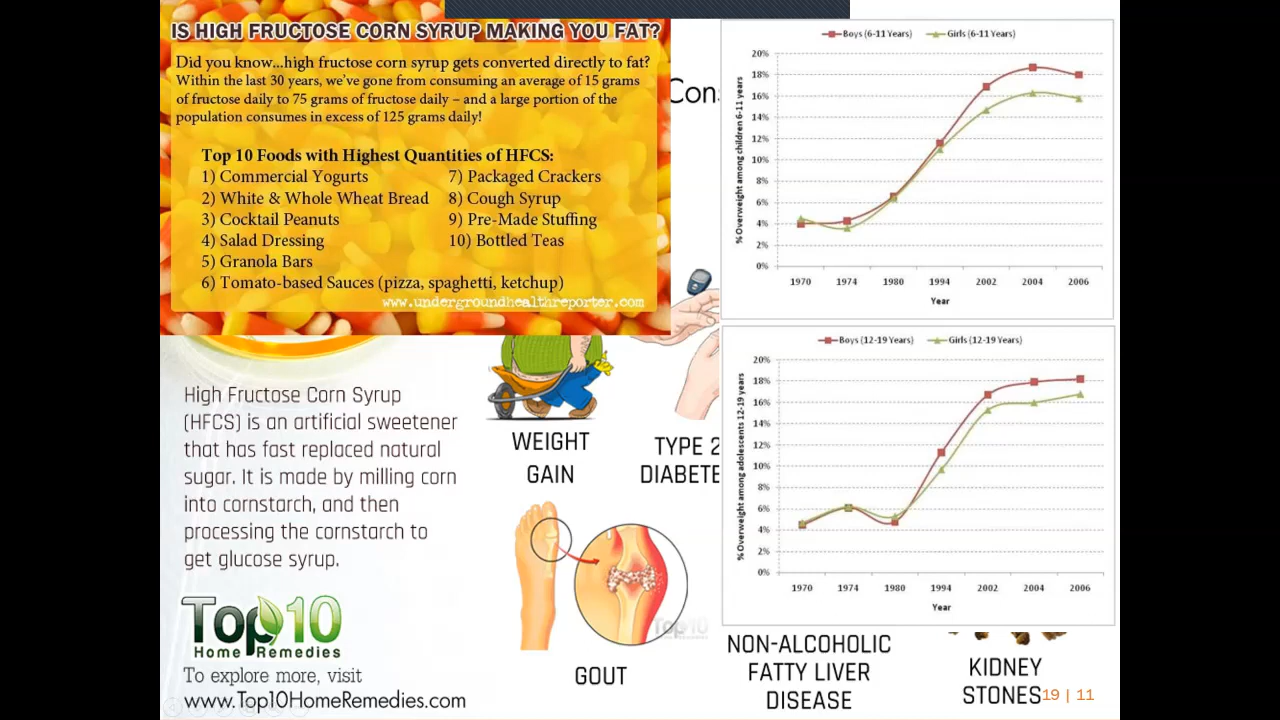 IS HIGH FRUCTOSE CORN SYRUP MAKING YOU FAT?
Did you know...high fructose corn syrup gets converted directly to fat?
Within the last 30 years, we've gone from consuming an average of 15 grams
of fructose daily to 75 grams of fructose daily – and a large portion of the
population consumes in excess of 125 grams daily!
Top 10 Foods with Highest Quantities of HFCS:
1) Commercial Yogurts
2) White & Whole Wheat Bread
3) Cocktail Peanuts
4) Salad Dressing
5) Granola Bars
6) Tomato-based Sauces (pizza, spaghetti, ketchup)
7) Packaged Crackers
8) Cough Syrup
9) Pre-Made Stuffing
10) Bottled Teas
www.undergroundhealthreporter.com
Cons
Boys (6-11 Years) Girls (6-11 Years)
% Overweight among children 6-11 years
20%
18%
16%
14%
12%
10%
8%
6%
4%
2%
0%
1970 1974 1980 1994 2002 2004 2006
Year
Boys (12-19 Years) Girls (12-19 Years)
% Overweight among adolescents 12-19 years
20%
18%
16%
14%
12%
10%
8%
6%
4%
2%
0%
1970 1974 1980 1994 2002 2004 2006
Year
High Fructose Corn Syrup
(HFCS) is an artificial sweetener
that has fast replaced natural
sugar. It is made by milling corn
into cornstarch, and then
processing the cornstarch to
get glucose syrup.
WEIGHT
GAIN
TYPE 2
DIABETE
GOUT
Top10
NON-ALCOHOLIC
FATTY LIVER
DISEASE
KIDNEY
STONES
Top10
Home Remedies
To explore more, visit
www.Top10HomeRemedies.com
19 | 11